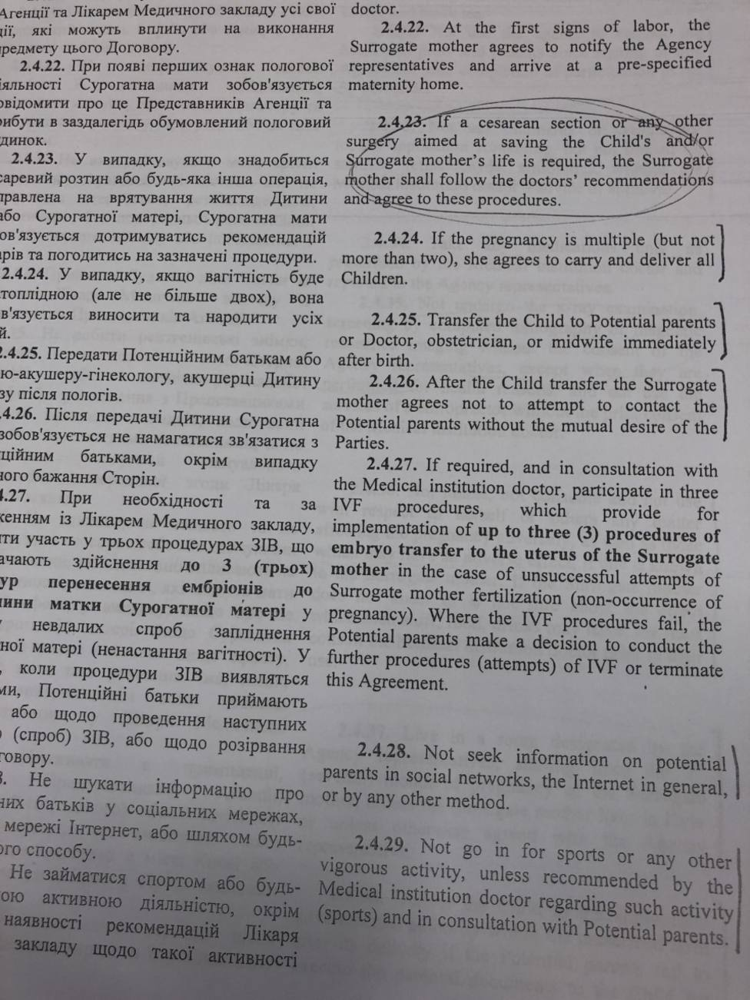 Агенції та Лікарем Медичного закладу усі свої
які можуть вплинути на виконання
предмету цього Договору.
2.4.22. При появі перших ознак пологової
Сурогатна мати зобов'язується
повідомити про це Представників Агенції та
в заздалегідь обумовлений пологовий
2.4.23. У випадку, якщо знадобиться
розтин або будь-яка інша операція,
на врятування життя Дитини
або Сурогатної матері, Сурогатна мати
дотримуватись рекомендацій
та погодитись на зазначені процедури.
2.4.24. У випадку, якщо вагітність буде
(але не більше двох), вона
виносити та народити усіх
2.4.25. Передати Потенційним батькам або
ю-акушеру-гінекологу, акушерці Дитину
зу після пологів.
.4.26. Після передачі Дитини Сурогатна
зобов'язується не намагатися зв'язатися з
батьками, окрім випадку
ного бажання Сторін.
4.27. При необхідності та за
женням із Лікарем Медичного закладу,
яти участь у трьох процедурах ЗІВ, що
ачають здійснення до 3 (трьох)
ур перенесення ембріонів до
нини матки Сурогатної матері у
невдалих спроб запліднення
ної матері (ненастання вагітності). У
, коли процедури ЗІВ виявляться
ми, Потенційні батьки приймають
або щодо проведення наступних
(спроб) ЗІВ, або щодо розірвання
говору.
8. Не шукати інформацію про
них батьків у соціальних мережах,
мережі Інтернет, або шляхом будь-
ого способу.
Не займатися спортом або будь-
ою активною діяльністю, окрім
наявності рекомендацій Лікаря
закладу щодо такої активності
doctor.
2.4.22. At the first signs of labor, the
Surrogate mother agrees to notify the Agency
representatives and arrive at a pre-specified
maternity home.
2.4.23. If a cesarean section or any other
surgery aimed at saving the Child's and/or
Surrogate mother’s life is required, the Surrogate
mother shall follow the doctors’ recommendations
and agree to these procedures.
2.4.24. If the pregnancy is multiple (but not
more than two), she agrees to carry and deliver all
Children.
2.4.25. Transfer the Child to Potential parents
or Doctor, obstetrician, or midwife immediately
after birth.
2.4.26. After the Child transfer the Surrogate
mother agrees not to attempt to contact the
Potential parents without the mutual desire of the
Parties.
2.4.27. If required, and in consultation with
the Medical institution doctor, participate in three
IVF procedures, which provide for
implementation of up to three (3) procedures of
embryo transfer to the uterus of the Surrogate
mother in the case of unsuccessful attempts of
Surrogate mother fertilization (non-occurrence of
pregnancy). Where the IVF procedures fail, the
Potential parents make a decision to conduct the
further procedures (attempts) of IVF or terminate
this Agreement.
2.4.28. Not seek information on potential
parents in social networks, the Internet in general,
or by any other method.
2.4.29. Not go in for sports or any other
vigorous activity, unless recommended by the
Medical institution doctor regarding such activity
(sports) and in consultation with Potential parents.